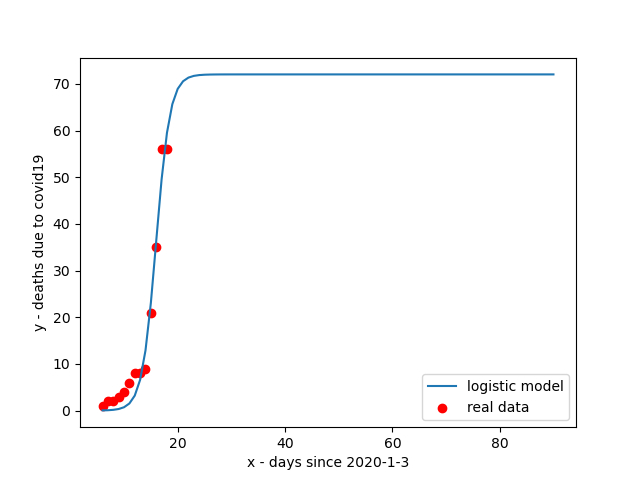 70
60
50
40
30
20
10
0
y - deaths due to covid19
logistic model
real data
20 40 60 80
x - days since 2020-1-3